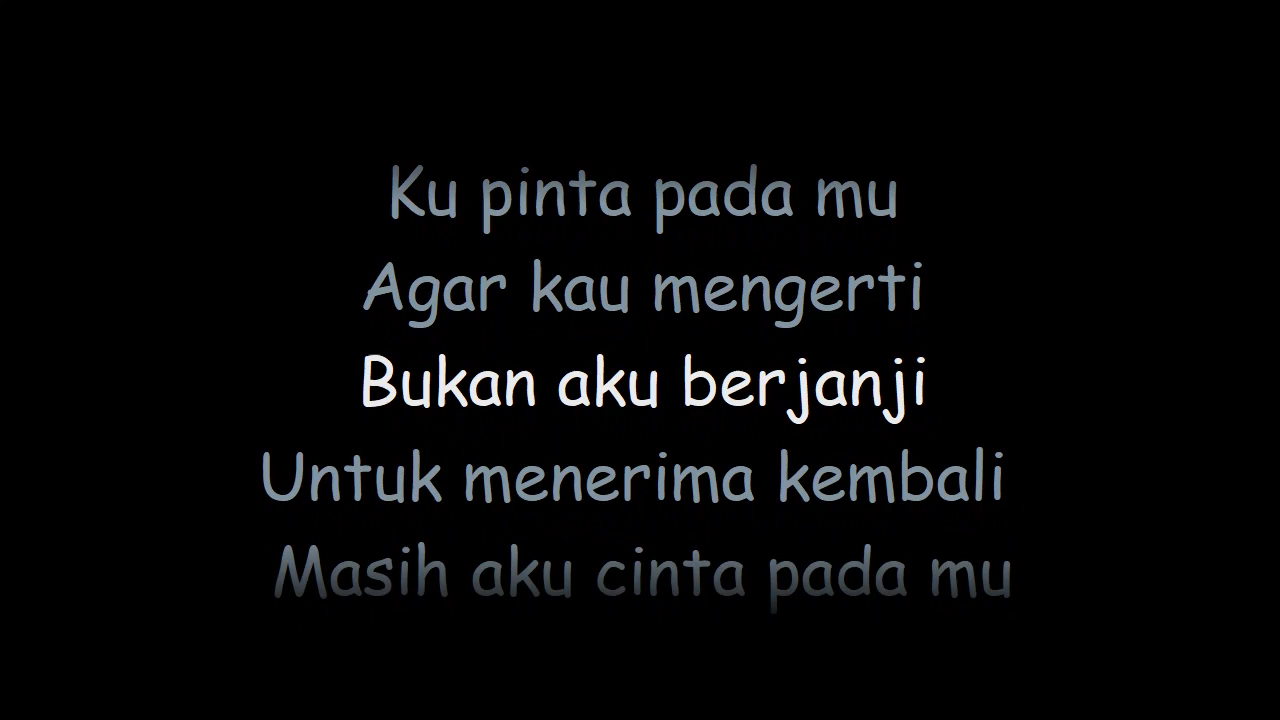 Ku pinta pada mu
Agar kau mengerti
Bukan aku berjanji
Untuk menerima kembali
Masih aku cinta pada mu